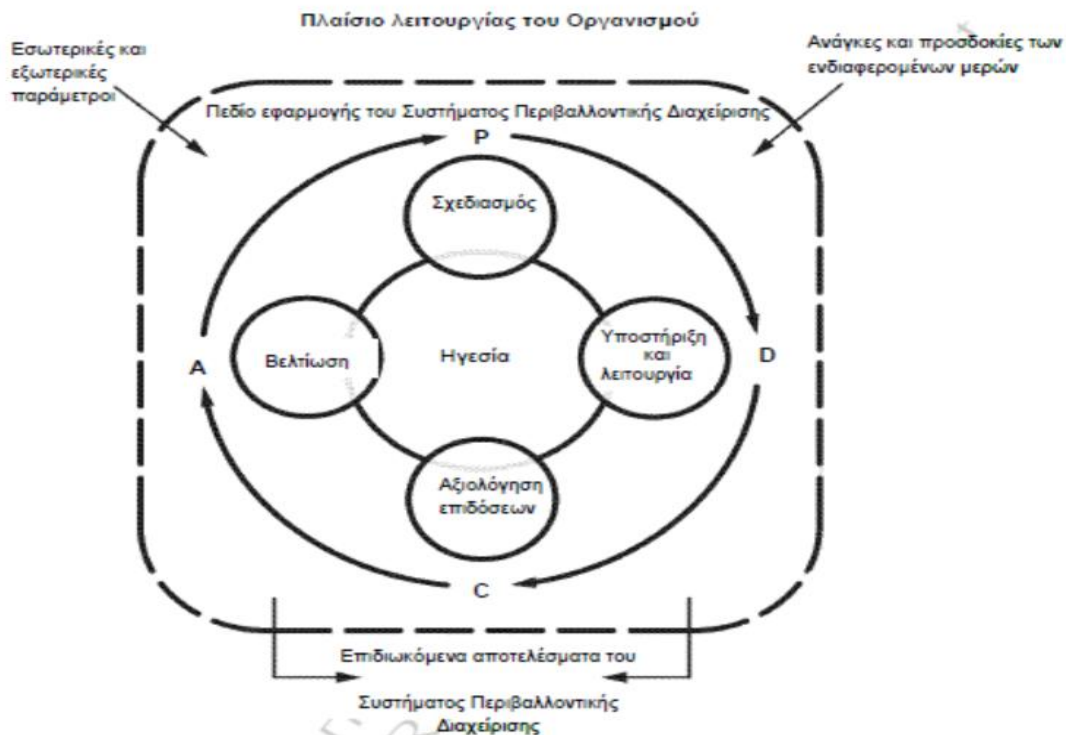 Πλαίσιο λειτουργίας του Οργανισμού
Εσωτερικές και
εξωτερικές
παράμετροι
Ανάγκες και προσδοκίες των
ενδιαφερομένων μερών
Πεδίο εφαρμογής του Συστήματος Περιβαλλοντικής Διαχείρισης
P
Σχεδιασμός
Βελτίωση
Ηγεσία
Υποστήριξη
και
λειτουργία
A
D
Αξιολόγηση
επιδόσεων
C
Επιδιωκόμενα αποτελέσματα του
Συστήματος Περιβαλλοντικής
Διαχείρισης